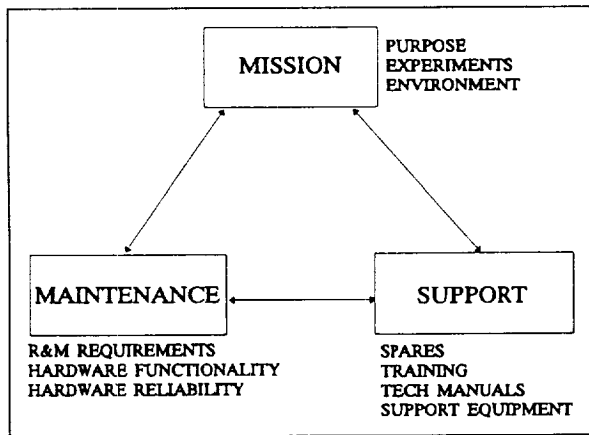 MISSION
PURPOSE
EXPERIMENTS
ENVIRONMENT
MAINTENANCE
R&M REQUIREMENTS
HARDWARE FUNCTIONALITY
HARDWARE RELIABILITY
SUPPORT
SPARES
TRAINING
TECH MANUALS
SUPPORT EQUIPMENT